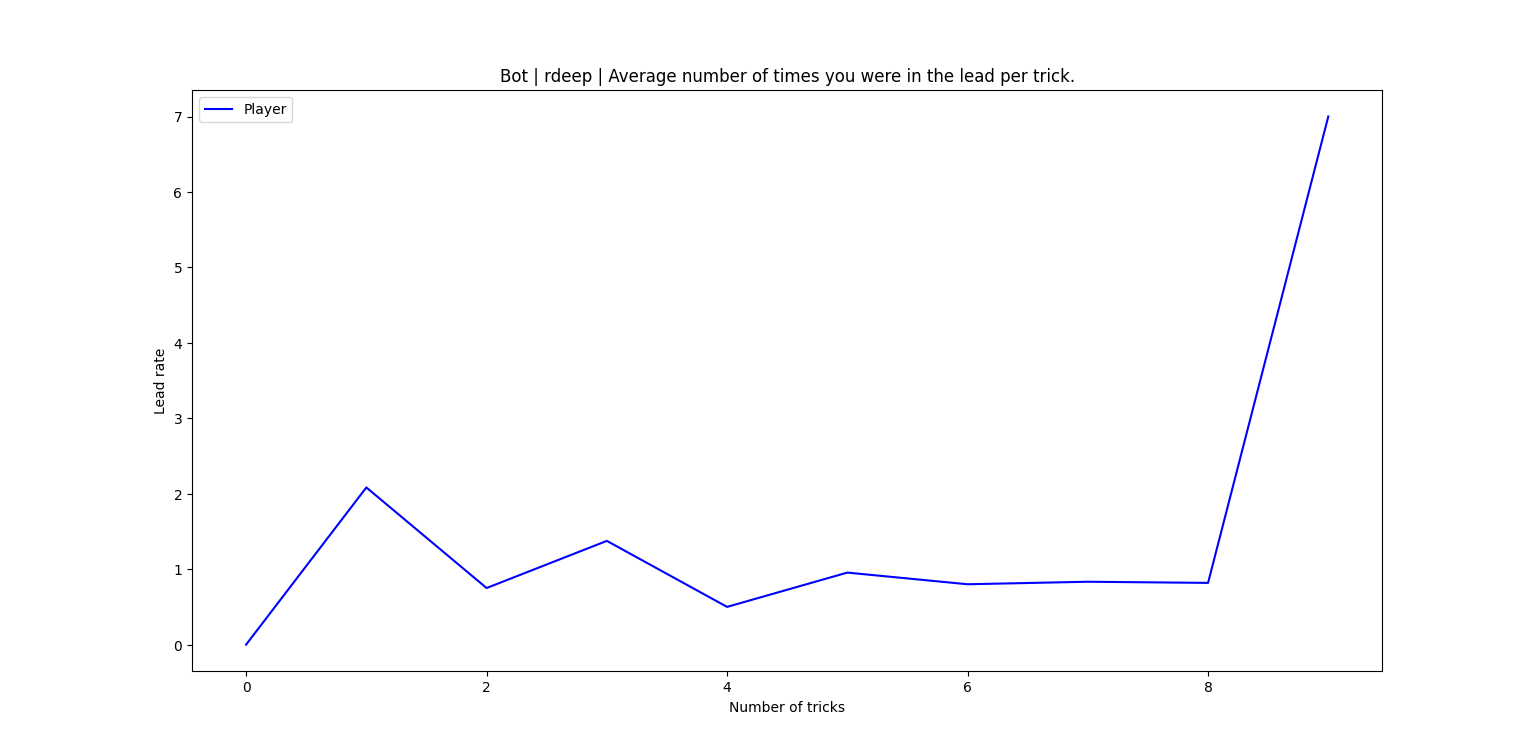 Bot | rdeep | Average number of times you were in the lead per trick.
Player
7
6
5
4
3
2
1
0
Lead rate
0 2 4 6 8
Number of tricks